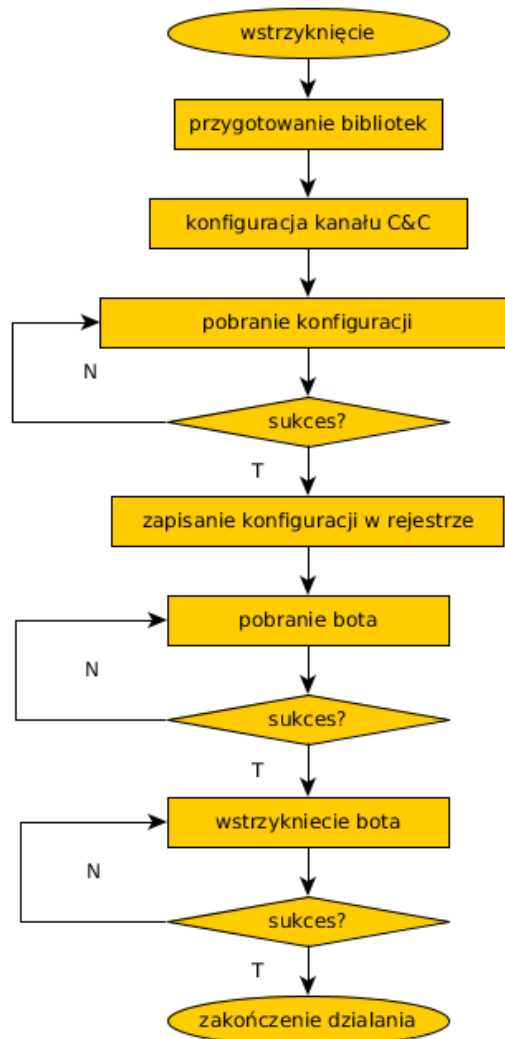 wstrzyknięcie
przygotowanie bibliotek
konfiguracja kanału C&C
pobranie konfiguracji
N
sukces?
T
zapisanie konfiguracji w rejestrze
pobranie bota
N
sukces?
T
wstrzykniecie bota
N
sukces?
T
zakończenie dzialania